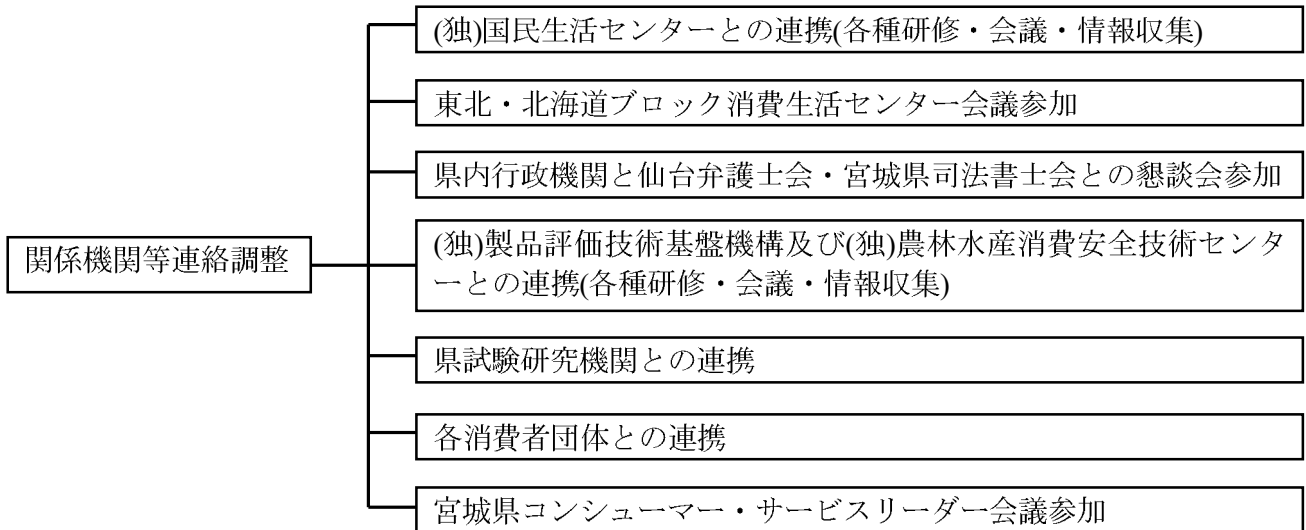 (独)国民生活センターとの連携(各種研修・会議・情報収集)
東北・北海道ブロック消費生活センター会議参加
県内行政機関と仙台弁護士会・宮城県司法書士会との懇談会参加
関係機関等連絡調整
(独)製品評価技術基盤機構及び(独)農林水産消費安全技術センタ
ーとの連携(各種研修・会議・情報収集)
県試験研究機関との連携
各消費者団体との連携
宮城県コンシューマー・サービスリーダー会議参加